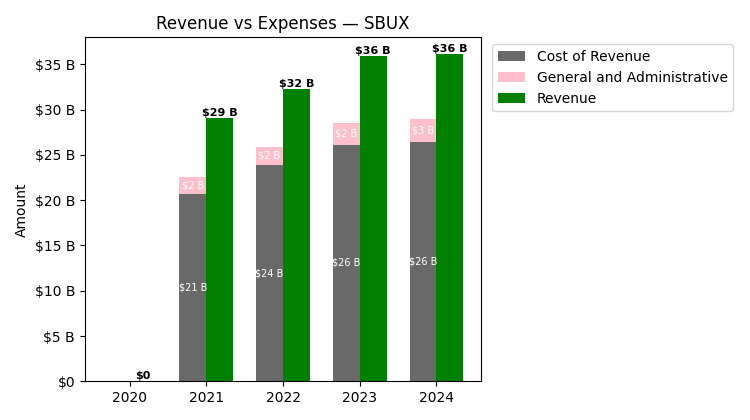 Revenue vs Expenses — SBUX
Cost of Revenue
General and Administrative
Revenue
Amount
$35 B
$30 B
$25 B
$20 B
$15 B
$10 B
$5 B
$0
$0
$29 B
$2 B
$21 B
$32 B
$2 B
$24 B
$36 B
$2 B
$26 B
$36 B
$3 B
$26 B
2020 2021 2022 2023 2024